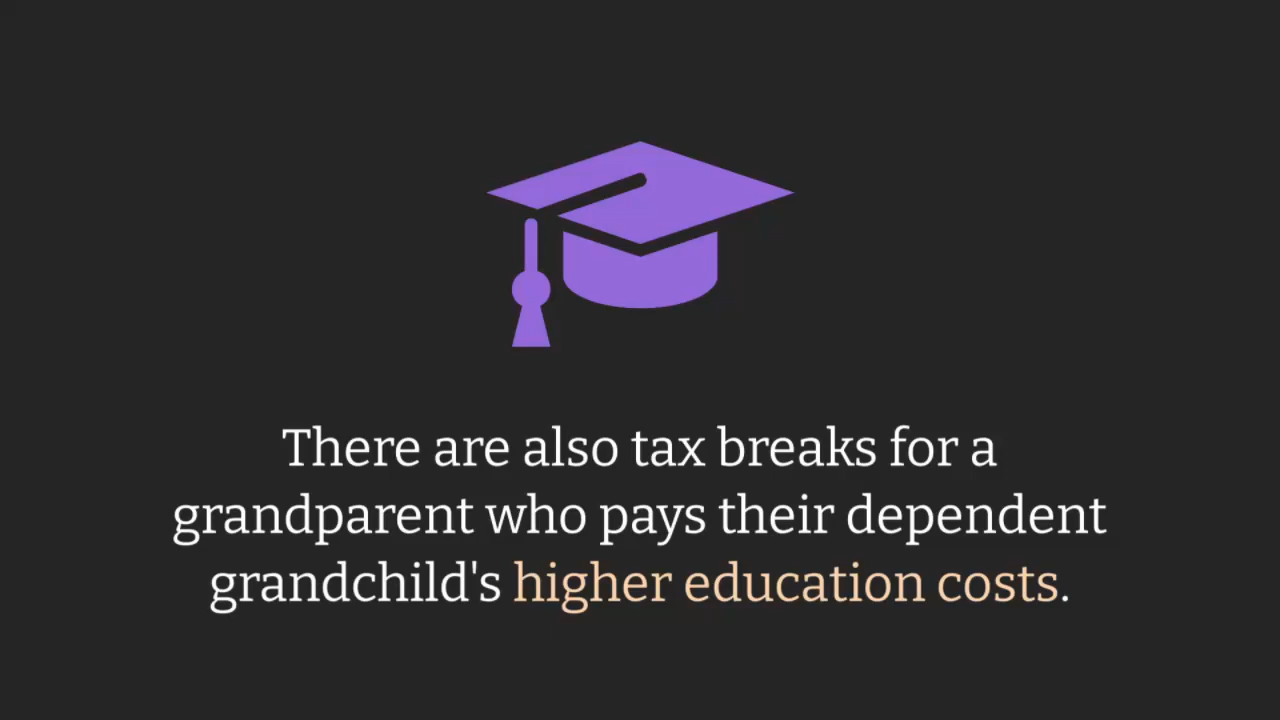 There are also tax breaks for a
grandparent who pays their dependent
grandchild's higher education costs.